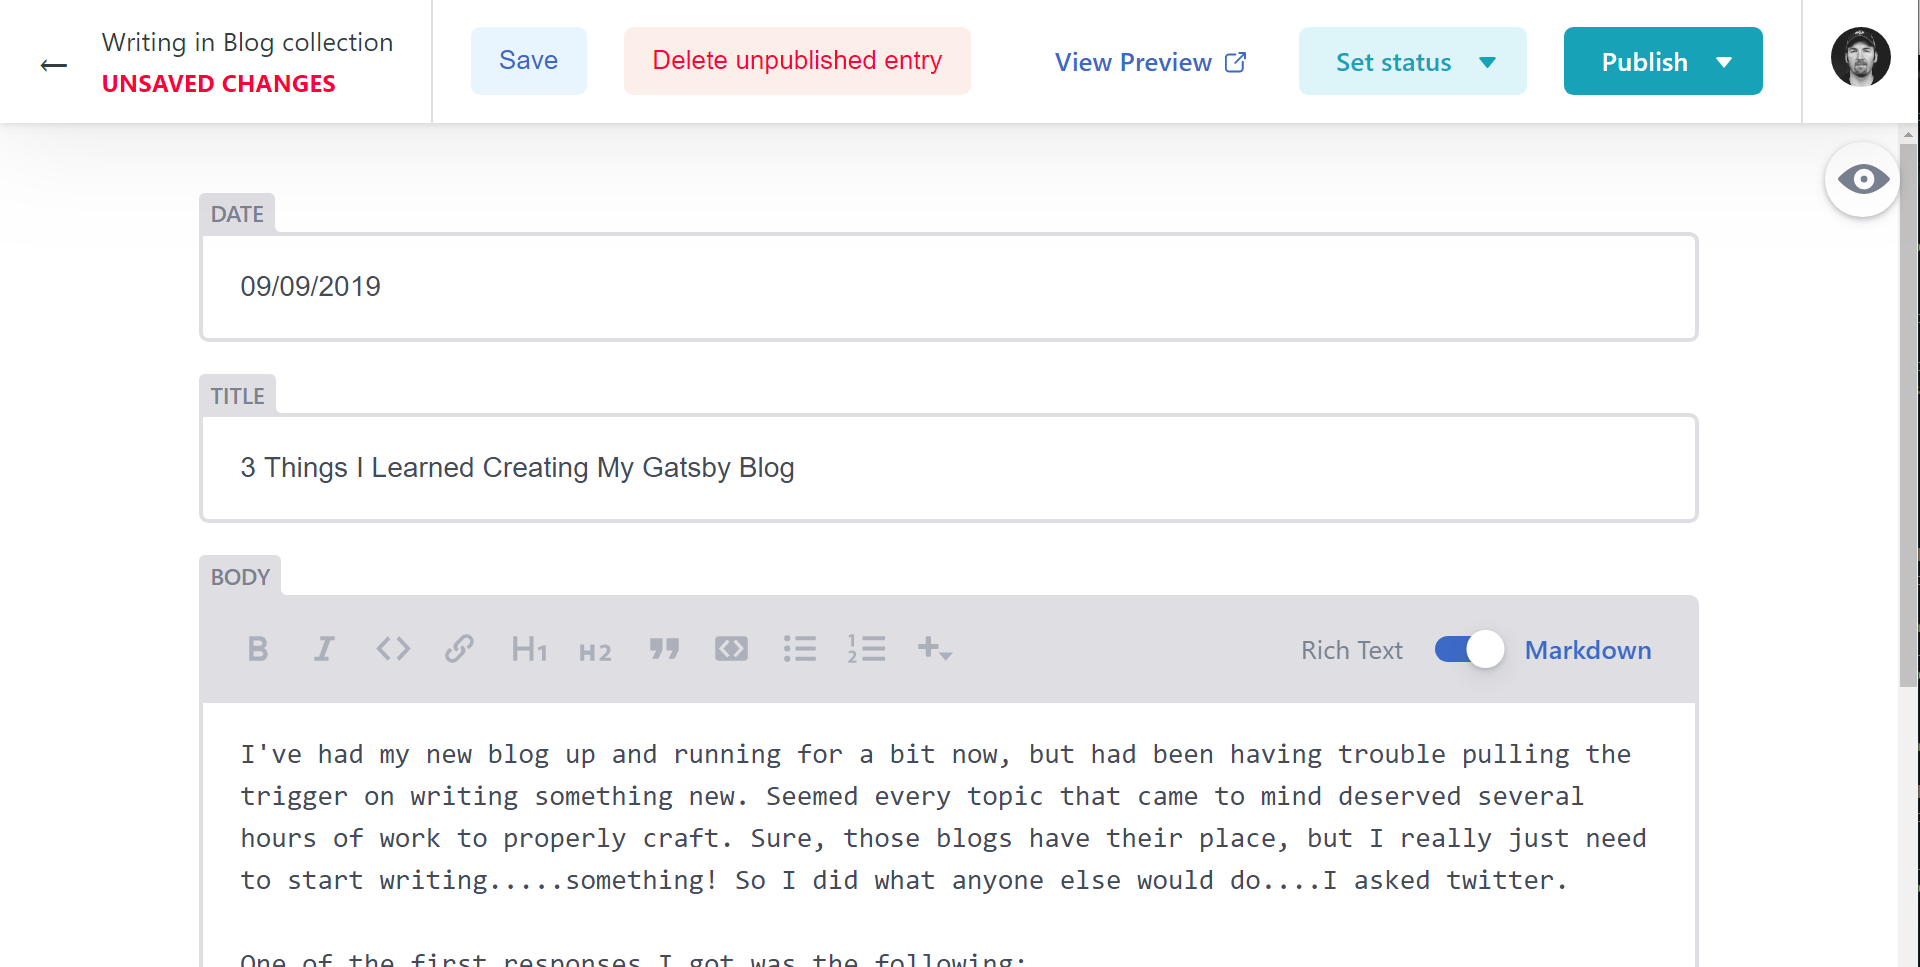 Writing in Blog collection
UNSAVED CHANGES
Save
Delete unpublished entry
View Preview
Set status
Publish
DATE
09/09/2019
TITLE
3 Things I Learned Creating My Gatsby Blog
BODY
B I H1 H2
Rich Text
Markdown
I've had my new blog up and running for a bit now, but had been having trouble pulling the
trigger on writing something new. Seemed every topic that came to mind deserved several
hours of work to properly craft. Sure, those blogs have their place, but I really just need
to start writing.....something! So I did what anyone else would do....I asked twitter.
One of the first responses I got was the following: